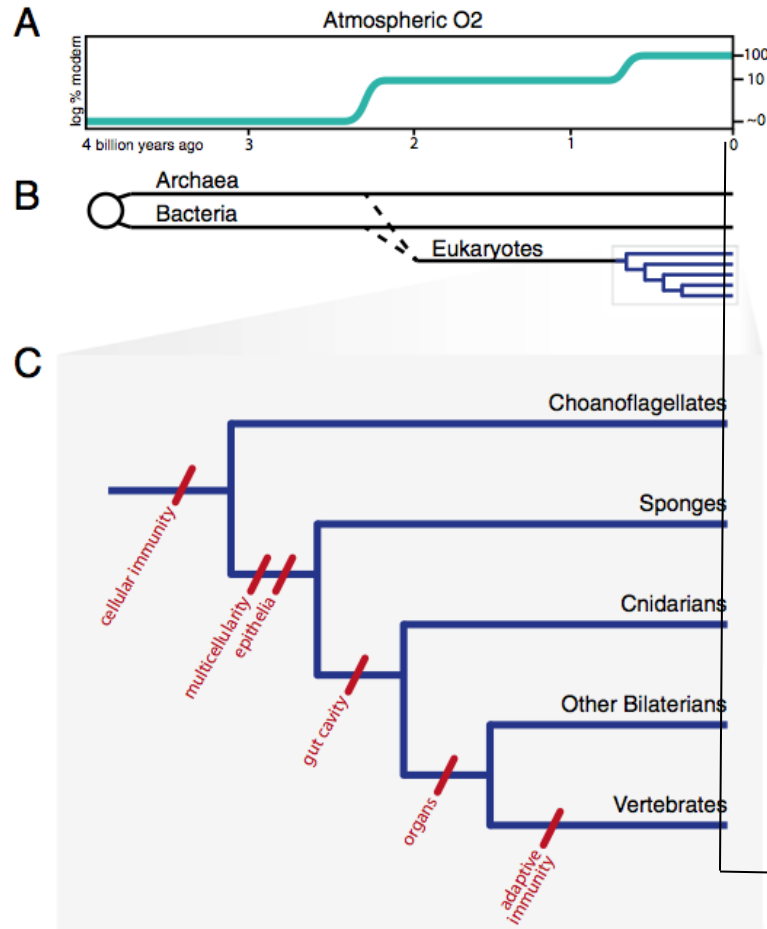 A
Atmospheric O2
log % modern
100
10
~0
4 billion years ago
3
2
1
0
B
Archaea
Bacteria
Eukaryotes
C
Choanoflagellates
Sponges
Cnidarians
Other Bilaterians
Vertebrates
cellular immunity
multicellularity
epithelia
gut cavity
organs
adaptive
immunity